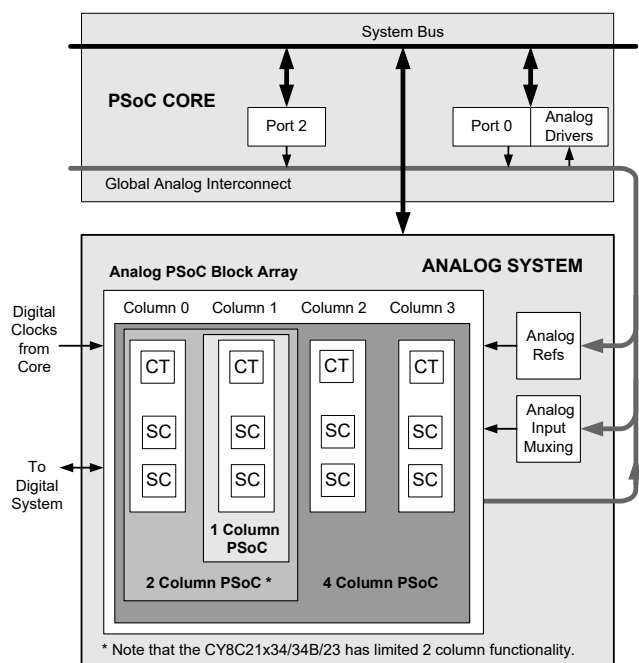 System Bus
PSoC CORE
Port 2
Port 0
Analog
Drivers
Global Analog Interconnect
ANALOG SYSTEM
Analog PSoC Block Array
Column 0 Column 1 Column 2 Column 3
Digital
Clocks
from
Core
CT CT CT CT
Analog
Refs
SC SC SC SC
Analog
Input
Muxing
SC SC SC SC
To
Digital
System
1 Column
PSoC
2 Column PSoC *
4 Column PSoC
* Note that the CY8C21x34/34B/23 has limited 2 column functionality.